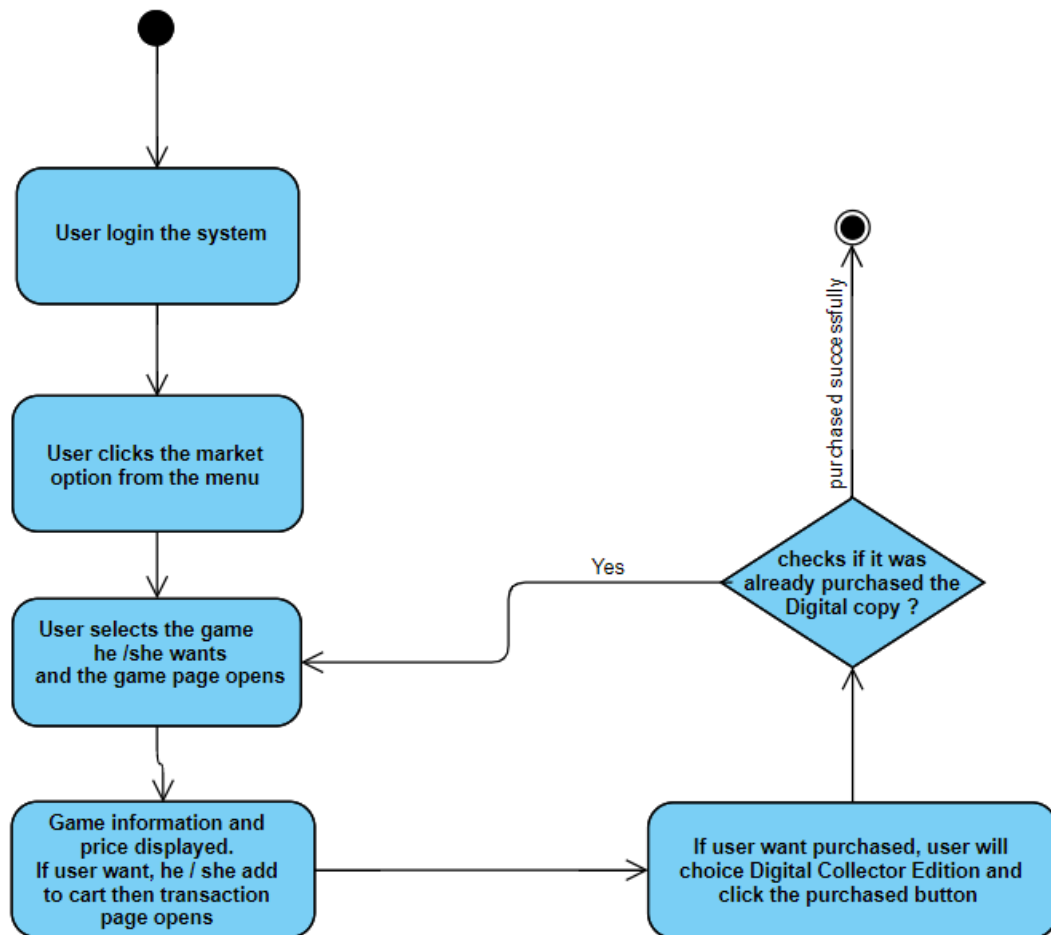 User login the system
User clicks the market
option from the menu
User selects the game
he /she wants
and the game page opens
Game information and
price displayed.
If user want, he / she add
to cart then transaction
page opens
If user want purchased, user will
choice Digital Collector Edition and
click the purchased button
checks if it was
already purchased the
Digital copy ?
Yes
purchased successfully